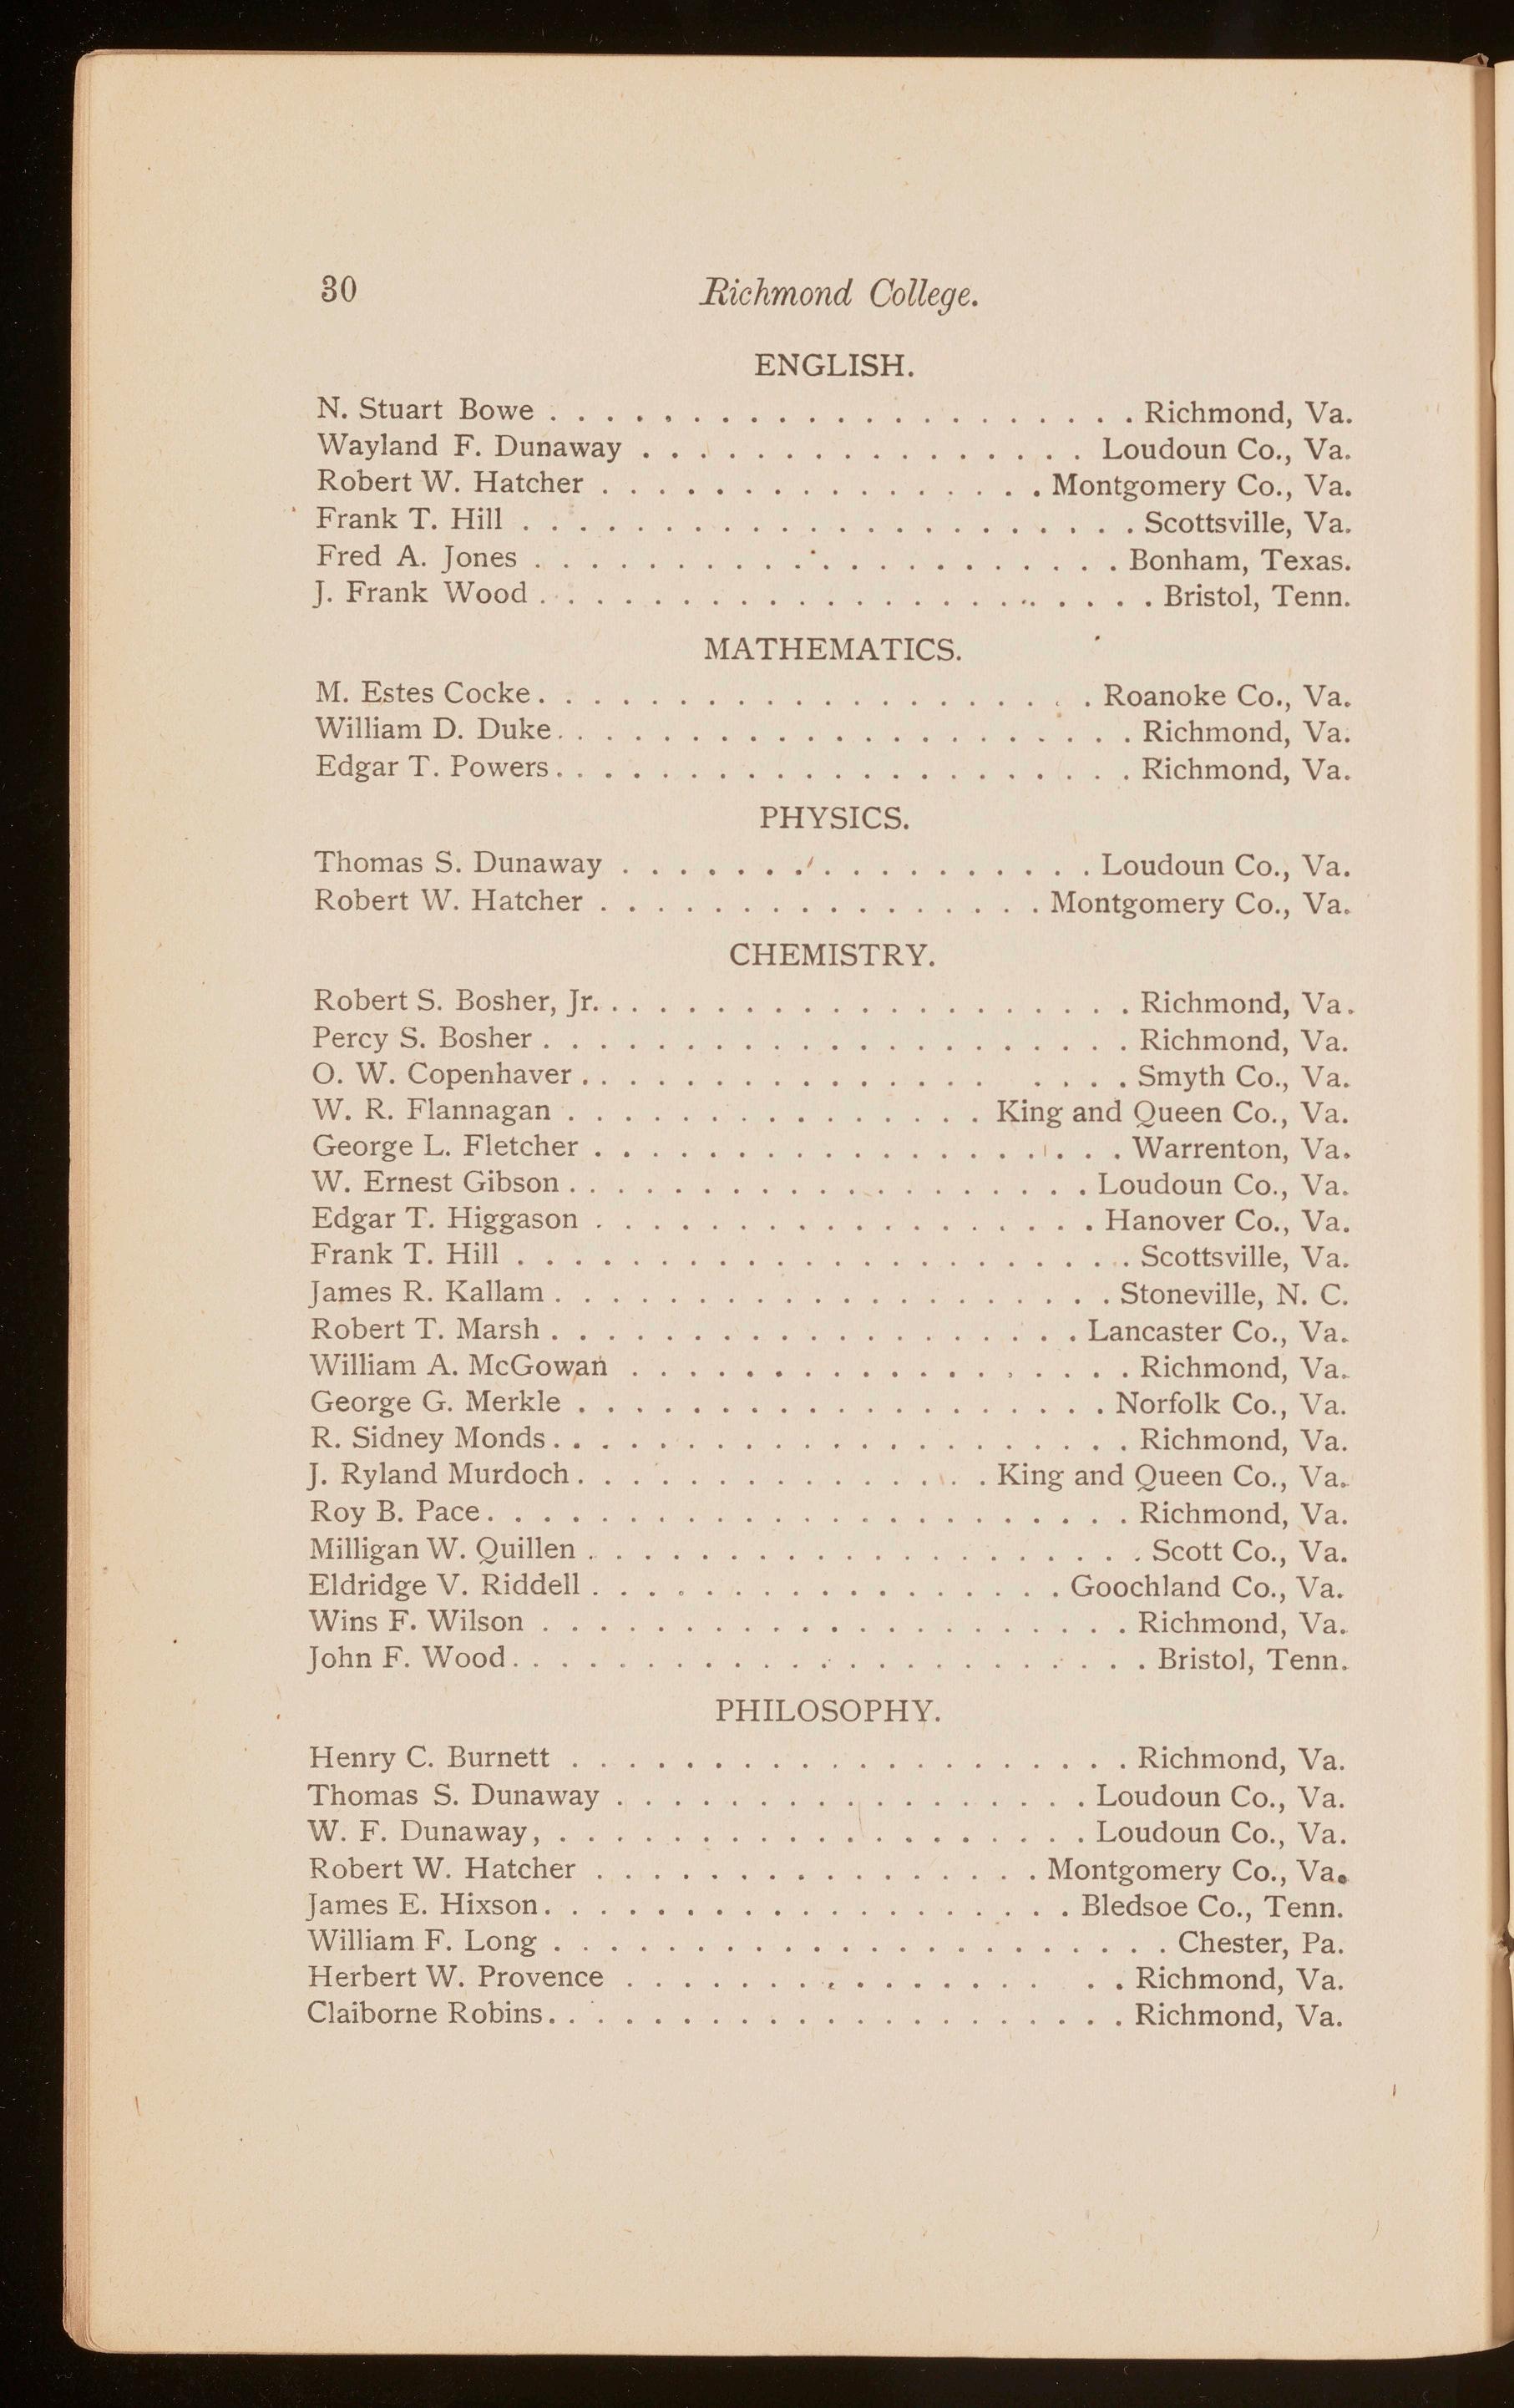 30 Richmond College.
ENGLISH.
N. Stuart Bowe . . . . . . . . . . . . . . . . . . . . . Richmond, Va.
Wayland F. Dunaway . . . . . . . . . . . . . . . . Loudoun Co., Va.
Robert W. Hatcher . . . . . . . . . . . . . . . . Montgomery Co., Va.
Frank T. Hill . . . . . . . . . . . . . . . . . . . . . . Scottsville, Va.
Fred A. Jones . . . . . . . . . . . . . . . . . . . . . Bonham, Texas.
J. Frank Wood . . . . . . . . . . . . . . . . . . . . . . Bristol, Tenn.
MATHEMATICS.
M. Estes Cocke. . . . . . . . . . . . . . . . . . . . Roanoke Co., Va.
William D. Duke. . . . . . . . . . . . . . . . . . . . . Richmond, Va.
Edgar T. Powers. . . . . . . . . . . . . . . . . . . . . Richmond, Va.
PHYSICS.
Thomas S. Dunaway . . . . . . . . . . . . . . . . . Loudoun Co., Va.
Robert W. Hatcher . . . . . . . . . . . . . . . . Montgomery Co., Va.
CHEMISTRY.
Robert S. Bosher, Jr. . . . . . . . . . . . . . . . . . . . Richmond, Va.
Percy S. Bosher . . . . . . . . . . . . . . . . . . . . . Richmond, Va.
O. W. Copenhaver . . . . . . . . . . . . . . . . . . . Smyth Co., Va.
W. R. Flannagan . . . . . . . . . . . . . . . King and Queen Co., Va.
George L. Fletcher . . . . . . . . . . . . . . . . . . . Warrenton, Va.
W. Ernest Gibson . . . . . . . . . . . . . . . . . . . Loudoun Co., Va.
Edgar T. Higgason . . . . . . . . . . . . . . . . . . Hanover Co., Va.
Frank T. Hill . . . . . . . . . . . . . . . . . . . . . . Scottsville, Va.
James R. Kallam . . . . . . . . . . . . . . . . . . . . Stoneville, N. C.
Robert T. Marsh . . . . . . . . . . . . . . . . . . . Lancaster Co., Va.
William A. McGowan . . . . . . . . . . . . . . . . . . Richmond, Va.
George G. Merkle . . . . . . . . . . . . . . . . . . . Norfolk Co., Va.
R. Sidney Monds . . . . . . . . . . . . . . . . . . . . . Richmond, Va.
J. Ryland Murdoch . . . . . . . . . . . . . . . King and Queen Co., Va.
Roy B. Pace . . . . . . . . . . . . . . . . . . . . . . . Richmond, Va.
Milligan W. Quillen . . . . . . . . . . . . . . . . . . . . Scott Co., Va.
Eldridge V. Riddell . . . . . . . . . . . . . . . . . Goochland Co., Va.
Wins F. Wilson . . . . . . . . . . . . . . . . . . . . . Richmond, Va.
John F. Wood . . . . . . . . . . . . . . . . . . . . . . . Bristol, Tenn.
PHILOSOPHY.
Henry C. Burnett . . . . . . . . . . . . . . . . . . . . Richmond, Va.
Thomas S. Dunaway . . . . . . . . . . . . . . . . . Loudoun Co., Va.
W. F. Dunaway, . . . . . . . . . . . . . . . . . . . Loudoun Co., Va.
Robert W. Hatcher . . . . . . . . . . . . . . . . Montgomery Co., Va.
James E. Hixson . . . . . . . . . . . . . . . . . . . Bledsoe Co., Tenn.
William F. Long . . . . . . . . . . . . . . . . . . . . . . Chester, Pa.
Herbert W. Provence . . . . . . . . . . . . . . . . . Richmond, Va.
Claiborne Robins . . . . . . . . . . . . . . . . . . . . . Richmond, Va.